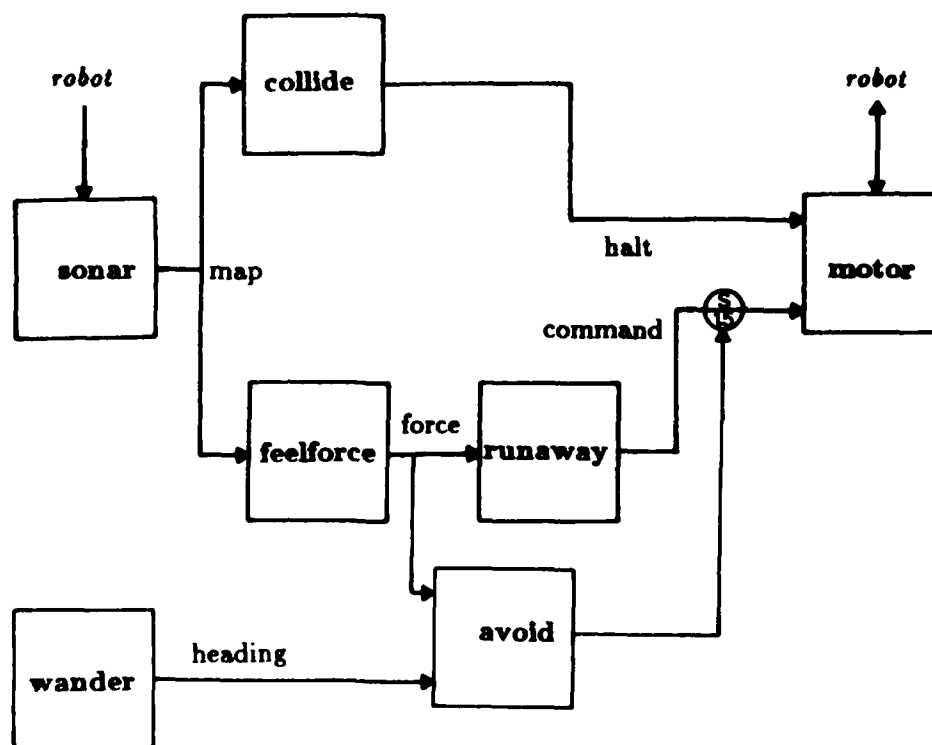 robot
collide
robot
sonar
map
halt
motor
command
S
15
feelforce
force
runaway
wander
heading
avoid